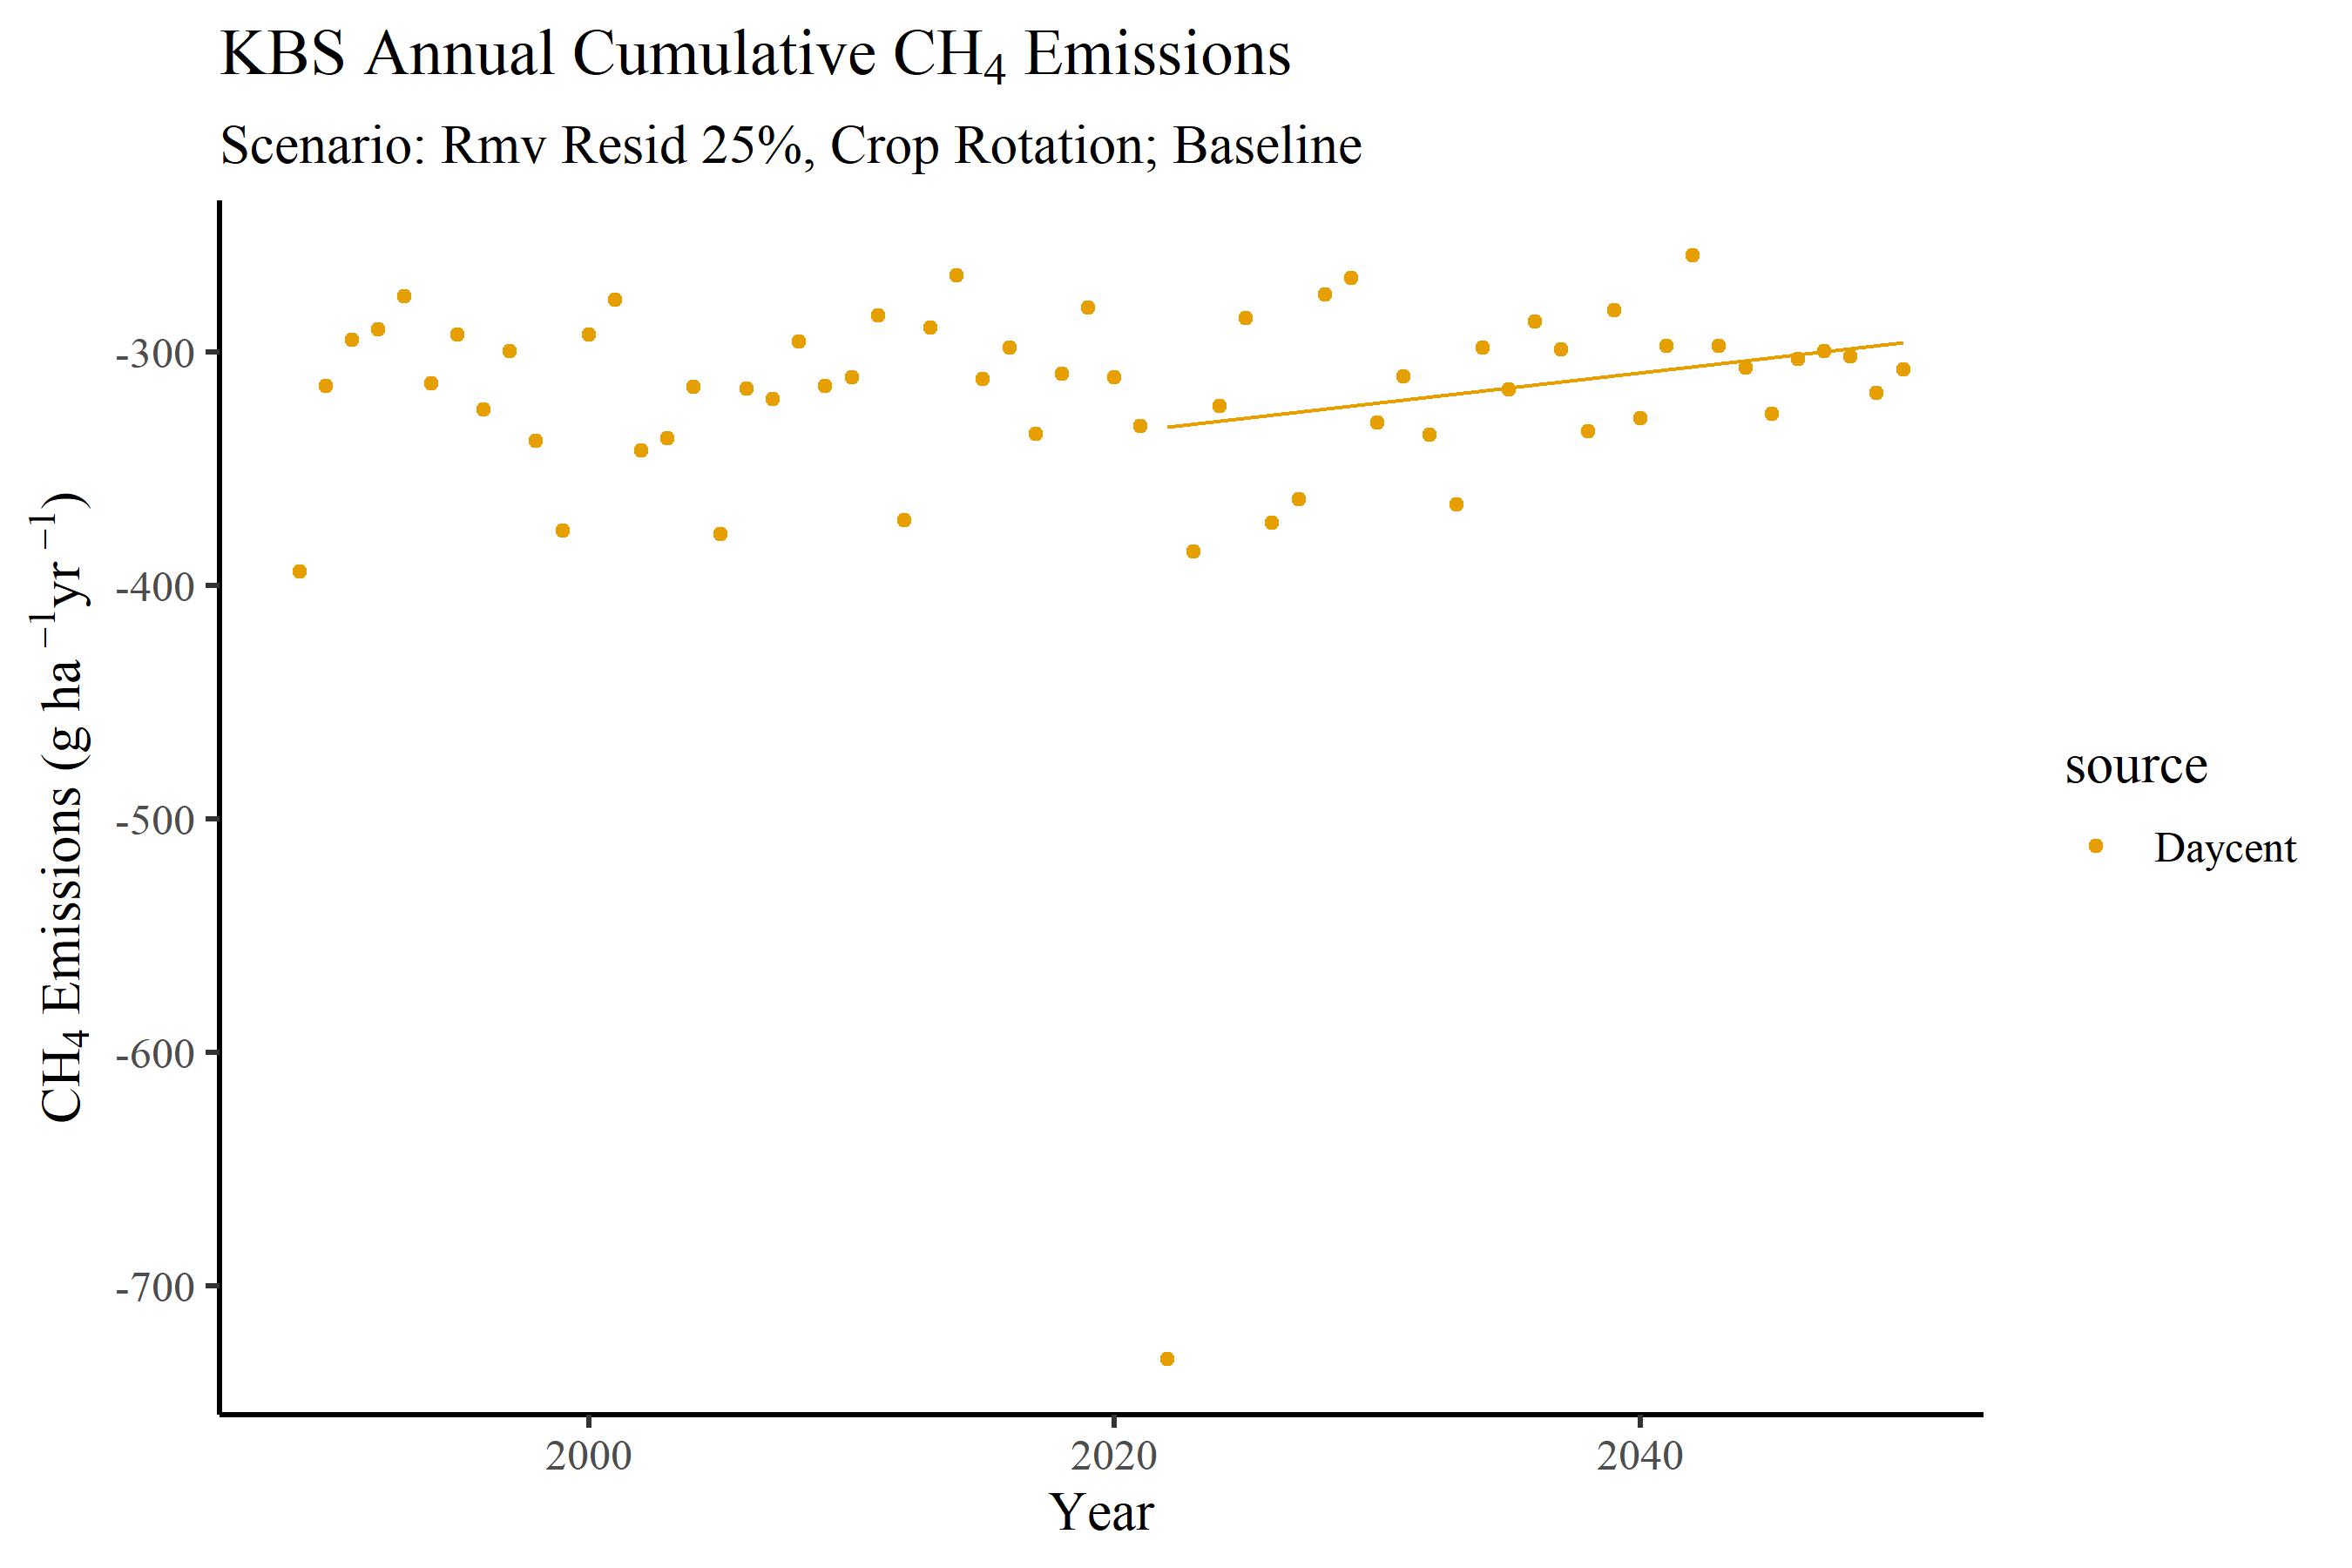 KBS Annual Cumulative CH₄ Emissions
Scenario: Rmv Resid 25%, Crop Rotation; Baseline
CH₄ Emissions (g ha⁻¹yr⁻¹)
-300
-400
-500
-600
-700
2000
2020
2040
Year
source
Daycent